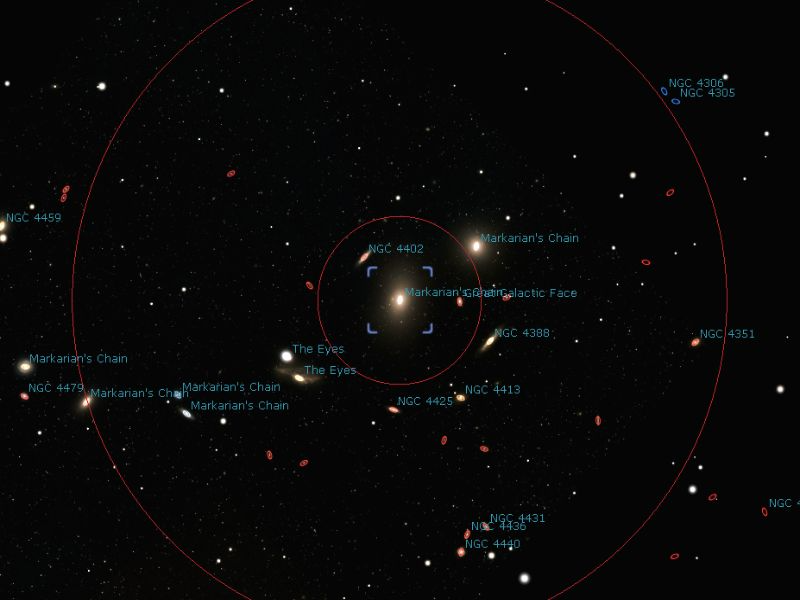 NGC 4306
NGC 4305
NGC 4459
Markarian's Chain
NGC 4402
Markarian's Chain
Great Galactic Face
NGC 4388
NGC 4351
The Eyes
Markarian's Chain
The Eyes
NGC 4479
Markarian's Chain
Markarian's Chain
NGC 4413
Markarian's Chain
NGC 4425
NGC 4
NGC 4431
NGC 4436
NGC 4440